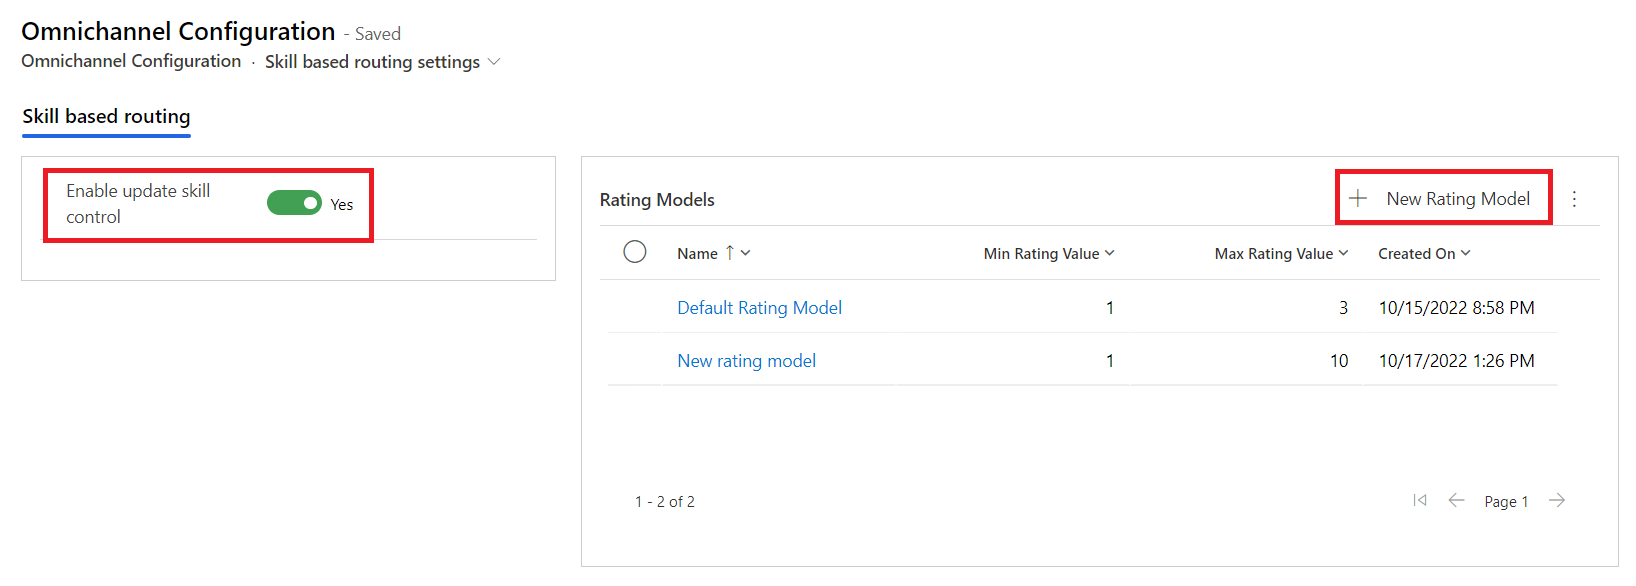 Omnichannel Configuration - Saved
Omnichannel Configuration · Skill based routing settings
Skill based routing
Enable update skill
control
Yes
Rating Models
New Rating Model
Name Min Rating Value Max Rating Value Created On
Default Rating Model 1 3 10/15/2022 8:58 PM
New rating model 1 10 10/17/2022 1:26 PM
1 - 2 of 2
Page 1